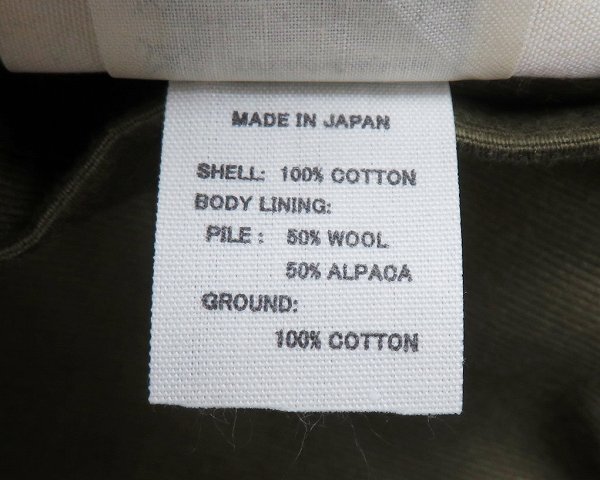 MADE IN JAPAN
SHELL: 100% COTTON
BODY LINING:
PILE : 50% WOOL
50% ALPACA
GROUND:
100% COTTON